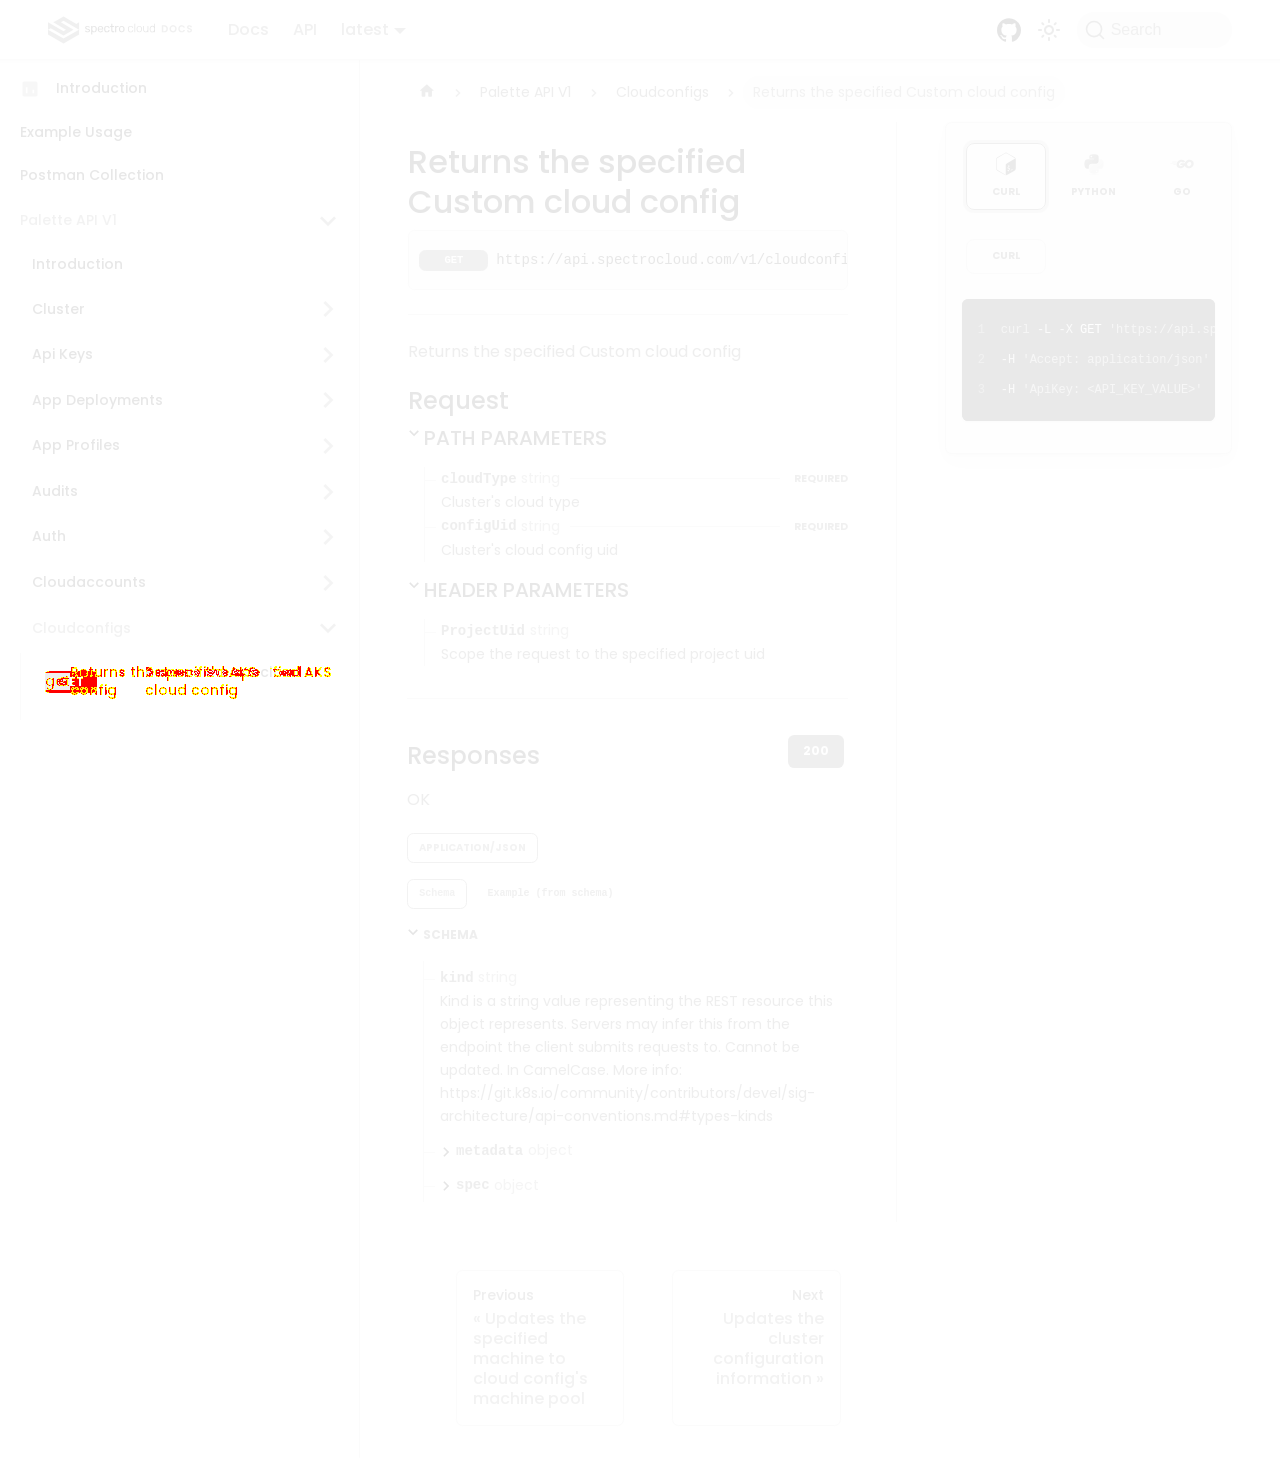 spectro cloud DOCS
Docs
API
latest
Search
Introduction
Example Usage
Postman Collection
Palette API V1
Introduction
Cluster
Api Keys
App Deployments
App Profiles
Audits
Auth
Cloudaccounts
Cloudconfigs
Returns th AKS
config
cloud config
Palette API V1
Cloudconfigs
Returns the specified Custom cloud config
Returns the specified
Custom cloud config
GET https://api.spectrocloud.com/v1/cloudconfi
Returns the specified Custom cloud config
Request
PATH PARAMETERS
cloudType string REQUIRED
Cluster's cloud type
configUid string REQUIRED
Cluster's cloud config uid
HEADER PARAMETERS
ProjectUid string
Scope the request to the specified project uid
Responses
200
OK
APPLICATION/JSON
Schema
Example (from schema)
SCHEMA
kind string
Kind is a string value representing the REST resource this
object represents. Servers may infer this from the
endpoint the client submits requests to. Cannot be
updated. In CamelCase. More info:
https://git.k8s.io/community/contributors/devel/sig-
architecture/api-conventions.md#types-kinds
metadata object
spec object
Previous
« Updates the
specified
machine to
cloud config's
machine pool
Next
Updates the
cluster
configuration
information »
CURL
PYTHON
GO
CURL
1 curl -L -X GET 'https://api.sp
2 -H 'Accept: application/json'
3 -H 'ApiKey: <API_KEY_VALUE>'